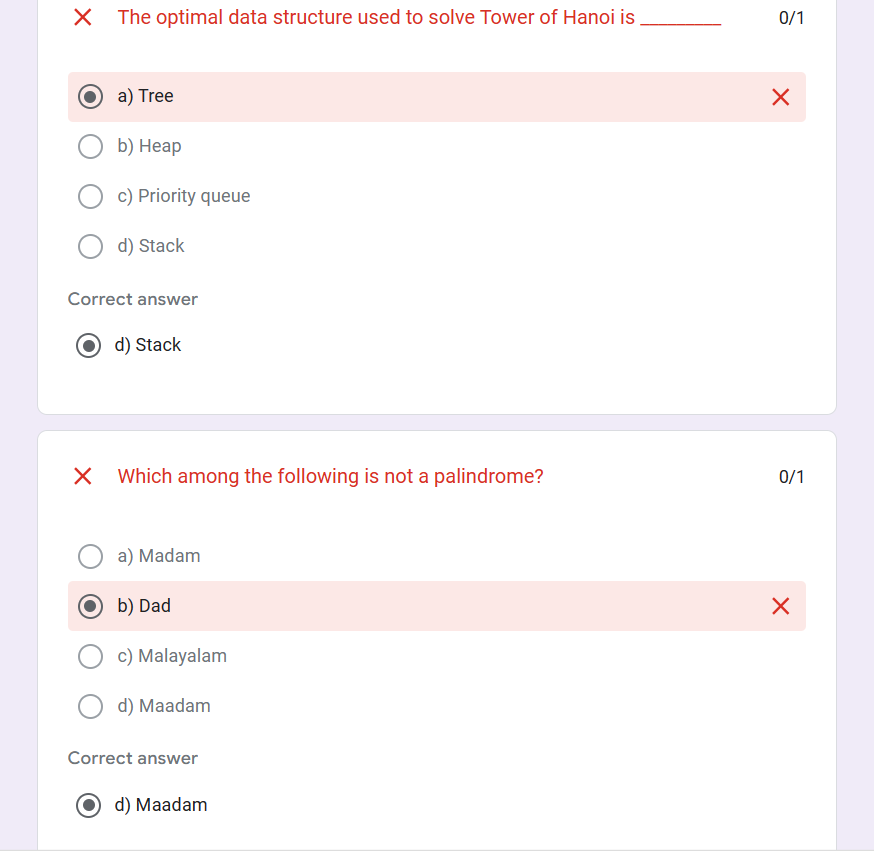 The optimal data structure used to solve Tower of Hanoi is _________ 0/1
a) Tree
b) Heap
c) Priority queue
d) Stack
Correct answer
d) Stack
Which among the following is not a palindrome? 0/1
a) Madam
b) Dad
c) Malayalam
d) Maadam
Correct answer
d) Maadam